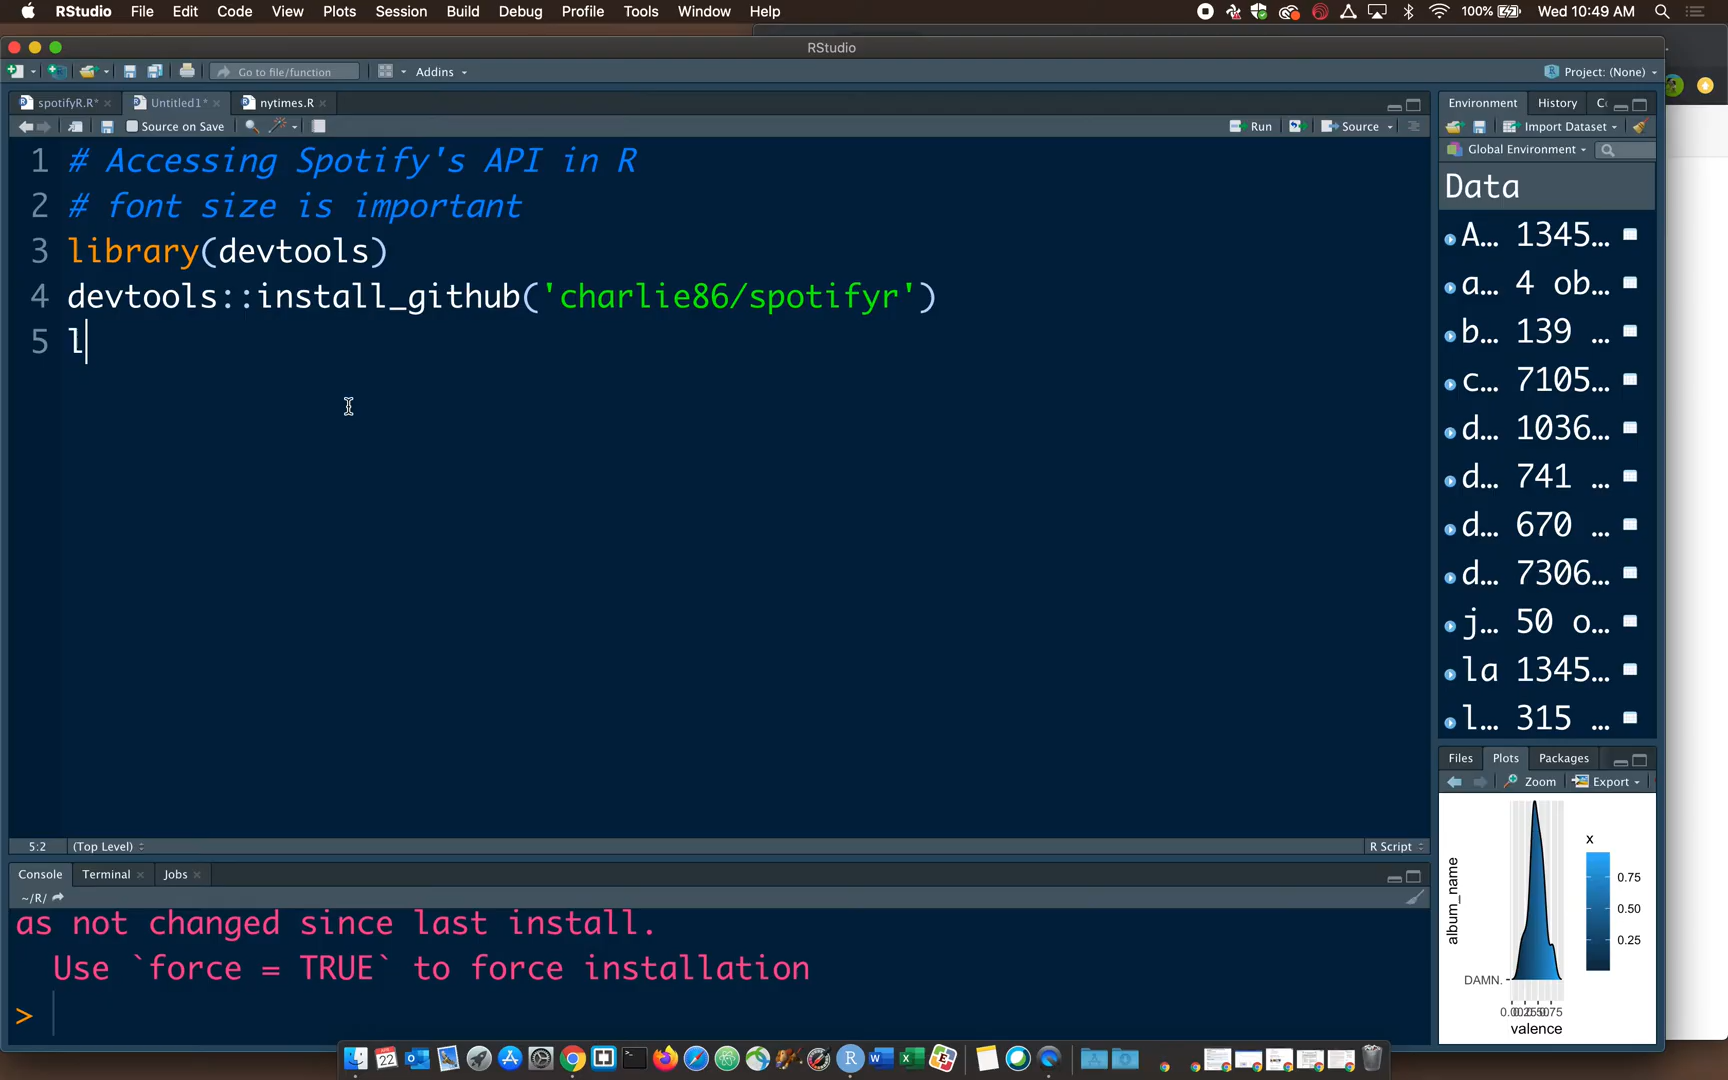 RStudio File Edit Code View Plots Session Build Debug Profile Tools Window Help
100% Wed 10:49 AM
RStudio
Go to file/function Addins
Project: (None)
spotifyR.R* Untitled1* nytimes.R
Source on Save
Run Source
1 # Accessing Spotify's API in R
2 # font size is important
3 library(devtools)
4 devtools::install_github('charlie86/spotifyr')
5 l
5:2 (Top Level) R Script
Console Terminal Jobs
~/R/
as not changed since last install.
Use `force = TRUE` to force installation
>
Environment History
Import Dataset
Global Environment
Data
A… 1345…
a… 4 ob…
b… 139 …
c… 7105…
d… 1036…
d… 741 …
d… 670 …
d… 7306…
j… 50 o…
la 1345…
l… 315 …
Files Plots Packages
Zoom Export
x
0.75
0.50
0.25
album_name
DAMN.
valence